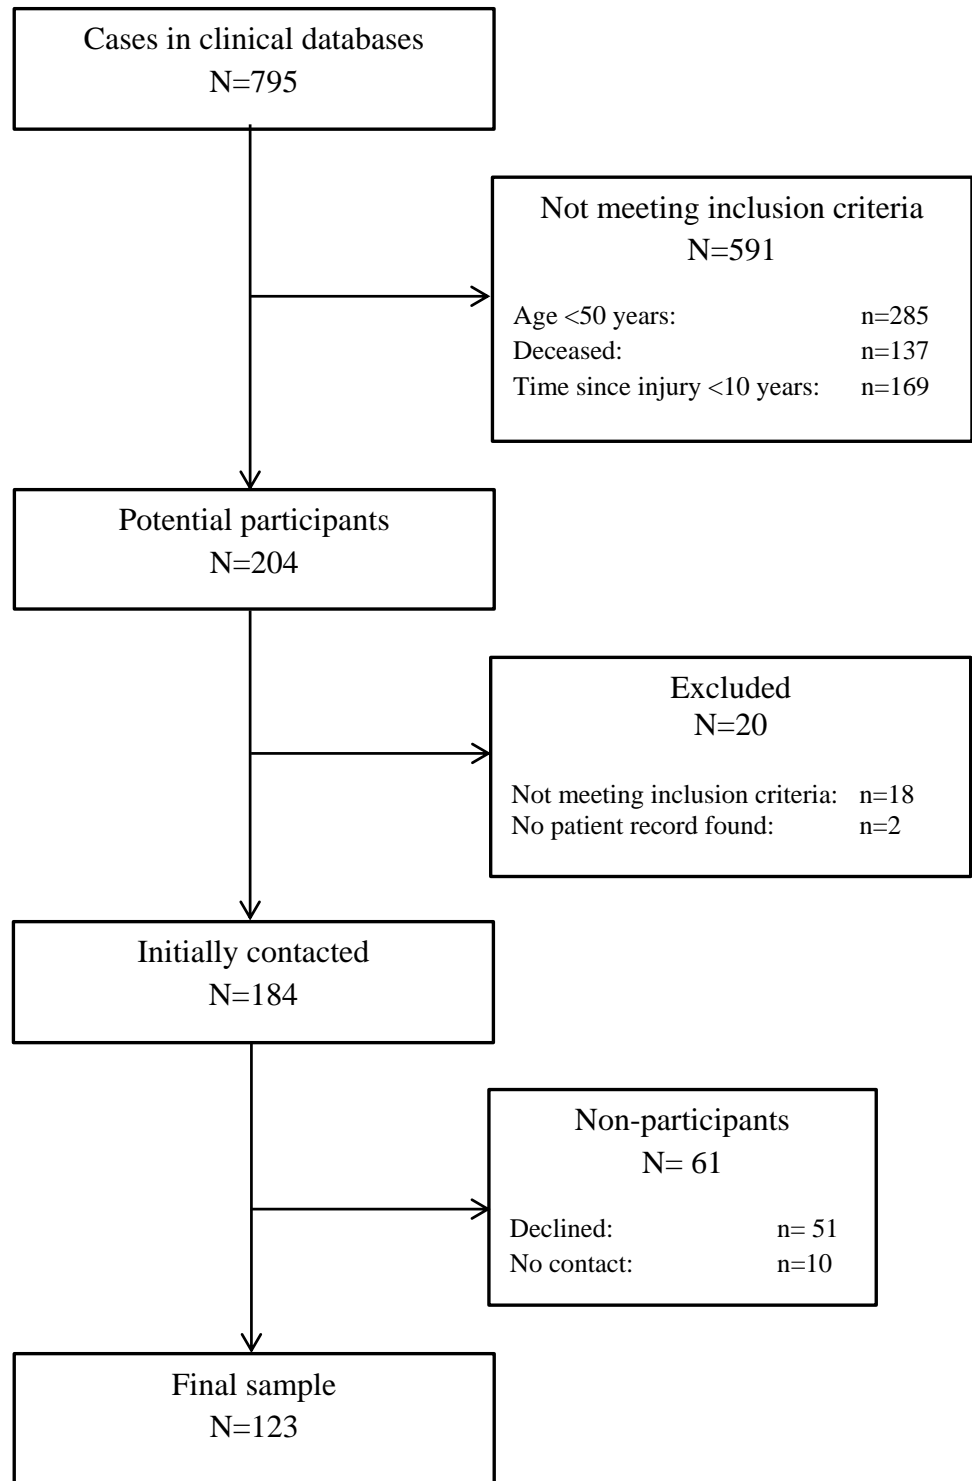 Cases in clinical databases
N=795
Not meeting inclusion criteria
N=591
Age <50 years: n=285
Deceased: n=137
Time since injury <10 years: n=169
Potential participants
N=204
Excluded
N=20
Not meeting inclusion criteria: n=18
No patient record found: n=2
Initially contacted
N=184
Non-participants
N= 61
Declined: n= 51
No contact: n=10
Final sample
N=123